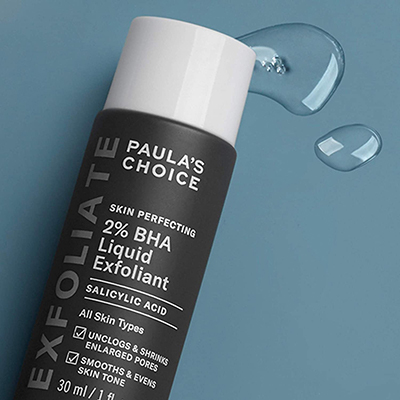 EXFOLIATE
PAULA'S
CHOICE
SKIN PERFECTING
2% BHA
Liquid
Exfoliant
SALICYLIC ACID
All Skin Types
UNCLOGS & SHRINKS
ENLARGED PORES
SMOOTHS & EVENS
SKIN TONE
30 ml / 1 fl